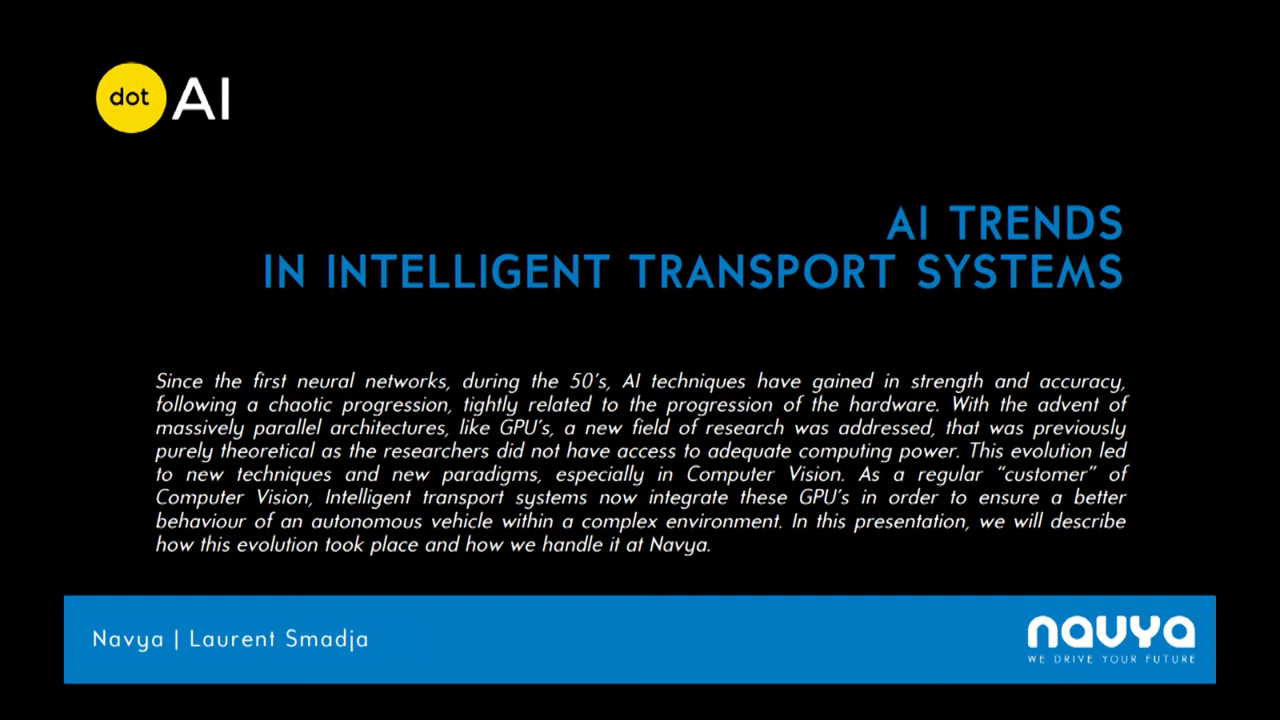 dot AI
AI TRENDS
IN INTELLIGENT TRANSPORT SYSTEMS
Since the first neural networks, during the 50's, AI techniques have gained in strength and accuracy,
following a chaotic progression, tightly related to the progression of the hardware. With the advent of
massively parallel architectures, like GPU's, a new field of research was addressed, that was previously
purely theoretical as the researchers did not have access to adequate computing power. This evolution led
to new techniques and new paradigms, especially in Computer Vision. As a regular “customer” of
Computer Vision, Intelligent transport systems now integrate these GPU's in order to ensure a better
behaviour of an autonomous vehicle within a complex environment. In this presentation, we will describe
how this evolution took place and how we handle it at Navya.
Navya | Laurent Smadja
navya
WE DRIVE YOUR FUTURE